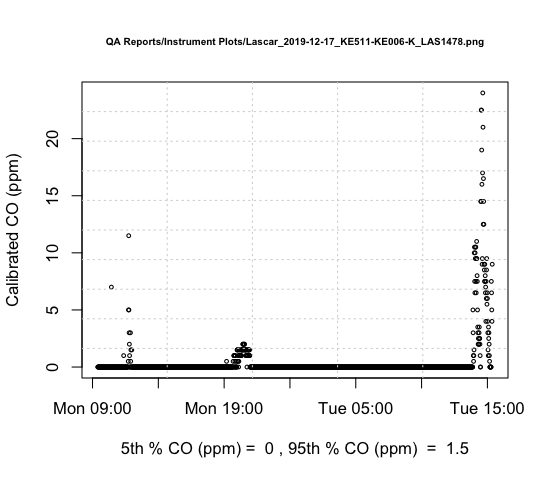 QA Reports/Instrument Plots/Lascar_2019-12-17_KE511-KE006-K_LAS1478.png
Calibrated CO (ppm)
20
15
10
5
0
Mon 09:00 Mon 19:00 Tue 05:00 Tue 15:00
5th % CO (ppm) = 0 , 95th % CO (ppm) = 1.5